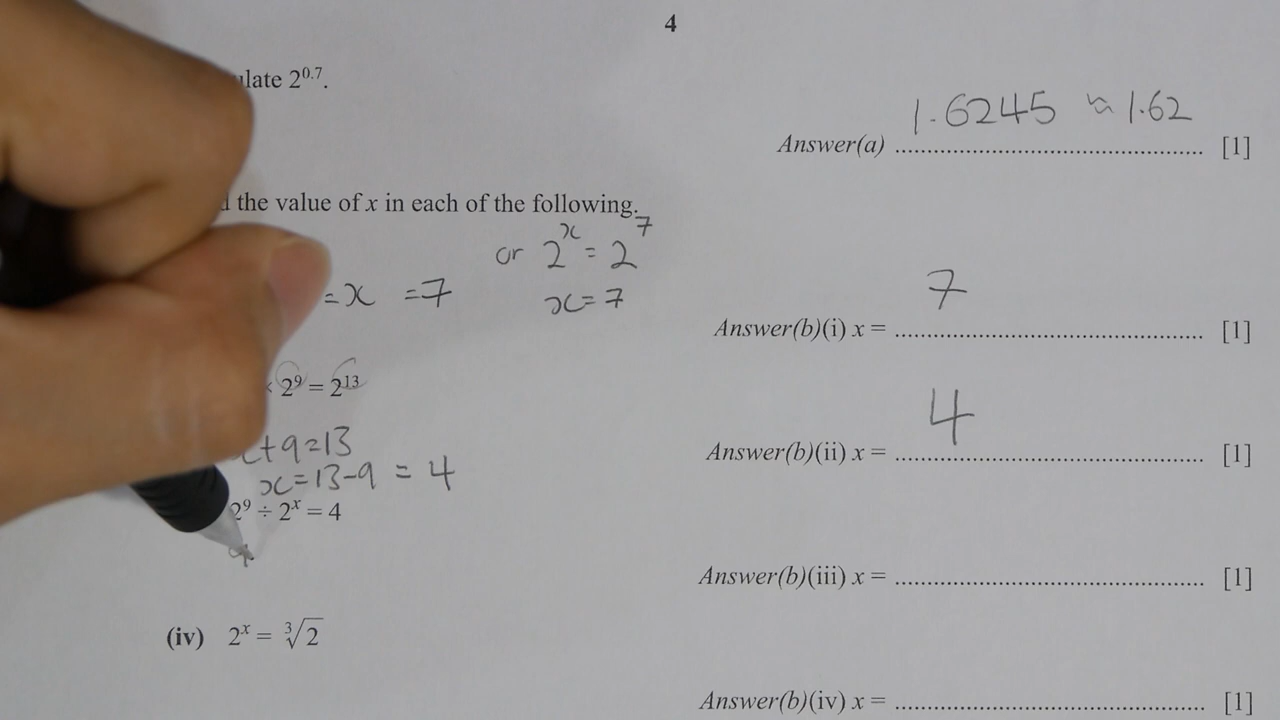 4
2^0.7.
1.6245 ≈ 1.62
Answer(a) ........................................ [1]
the value of x in each of the following.
or 2^x = 2^7
= x = 7
x = 7
7
Answer(b)(i) x = ........................................ [1]
2^9 = 2^13
4
+9=13
Answer(b)(ii) x = ........................................ [1]
x=13-9 = 4
2^9 ÷ 2^x = 4
Answer(b)(iii) x = ........................................ [1]
(iv) 2^x = ∛2
Answer(b)(iv) x = ........................................ [1]